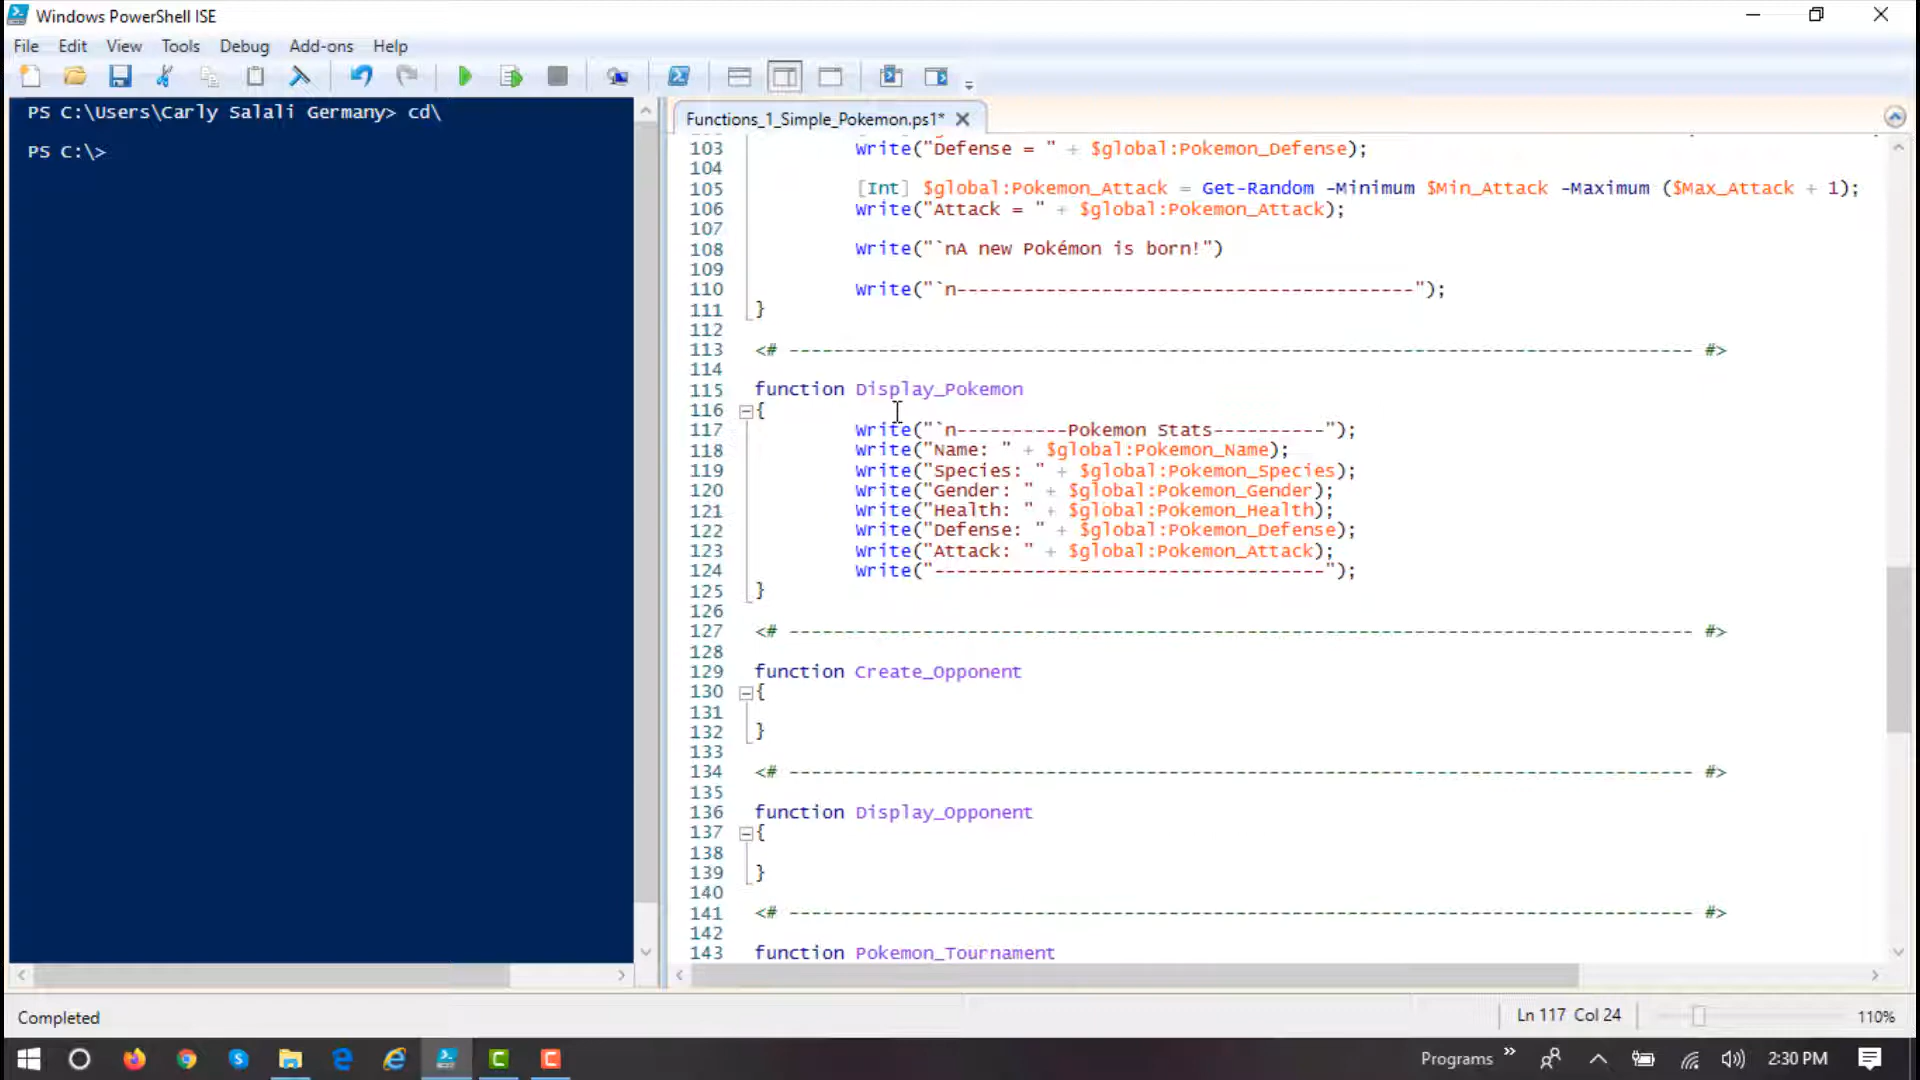 Windows PowerShell ISE
File Edit View Tools Debug Add-ons Help
PS C:\Users\Carly Salali Germany> cd\
PS C:\>
Functions_1_Simple_Pokemon.ps1*
103 Write("Defense = " + $global:Pokemon_Defense);
104
105 [Int] $global:Pokemon_Attack = Get-Random -Minimum $Min_Attack -Maximum ($Max_Attack + 1);
106 Write("Attack = " + $global:Pokemon_Attack);
107
108 Write("`nA new Pokémon is born!")
109
110 Write("`n-----------------------------------------");
111 }
112
113 <# --------------------------------------------------------------------------------- #>
114
115 function Display_Pokemon
116 {
117 Write("`n----------Pokemon Stats----------");
118 Write("Name: " + $global:Pokemon_Name);
119 Write("Species: " + $global:Pokemon_Species);
120 Write("Gender: " + $global:Pokemon_Gender);
121 Write("Health: " + $global:Pokemon_Health);
122 Write("Defense: " + $global:Pokemon_Defense);
123 Write("Attack: " + $global:Pokemon_Attack);
124 Write("-----------------------------------");
125 }
126
127 <# --------------------------------------------------------------------------------- #>
128
129 function Create_Opponent
130 {
131
132 }
133
134 <# --------------------------------------------------------------------------------- #>
135
136 function Display_Opponent
137 {
138
139 }
140
141 <# --------------------------------------------------------------------------------- #>
142
143 function Pokemon_Tournament
Completed
Ln 117 Col 24
110%
Programs »
2:30 PM